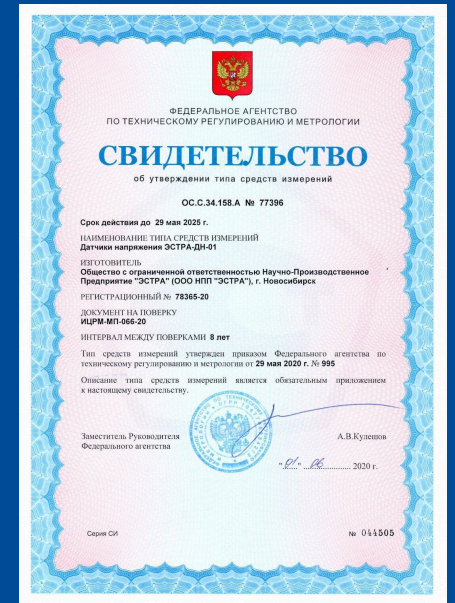 ФЕДЕРАЛЬНОЕ АГЕНТСТВО
ПО ТЕХНИЧЕСКОМУ РЕГУЛИРОВАНИЮ И МЕТРОЛОГИИ
СВИДЕТЕЛЬСТВО
об утверждении типа средств измерений
ОС.С.34.158.А № 77396
Срок действия до 29 мая 2025 г.
НАИМЕНОВАНИЕ ТИПА СРЕДСТВ ИЗМЕРЕНИЙ
Датчики напряжения ЭСТРА-ДН-01
ИЗГОТОВИТЕЛЬ
Общество с ограниченной ответственностью Научно-Производственное
Предприятие "ЭСТРА" (ООО НПП "ЭСТРА"), г. Новосибирск
РЕГИСТРАЦИОННЫЙ № 78365-20
ДОКУМЕНТ НА ПОВЕРКУ
ИЦРМ-МП-066-20
ИНТЕРВАЛ МЕЖДУ ПОВЕРКАМИ 8 лет
Тип средств измерений утвержден приказом Федерального агентства по
техническому регулированию и метрологии от 29 мая 2020 г. № 995
Описание типа средств измерений является обязательным приложением
к настоящему свидетельству.
Заместитель Руководителя
Федерального агентства
А.В.Кулешов
"01" 06 2020 г.
Серия СИ
№ 044505